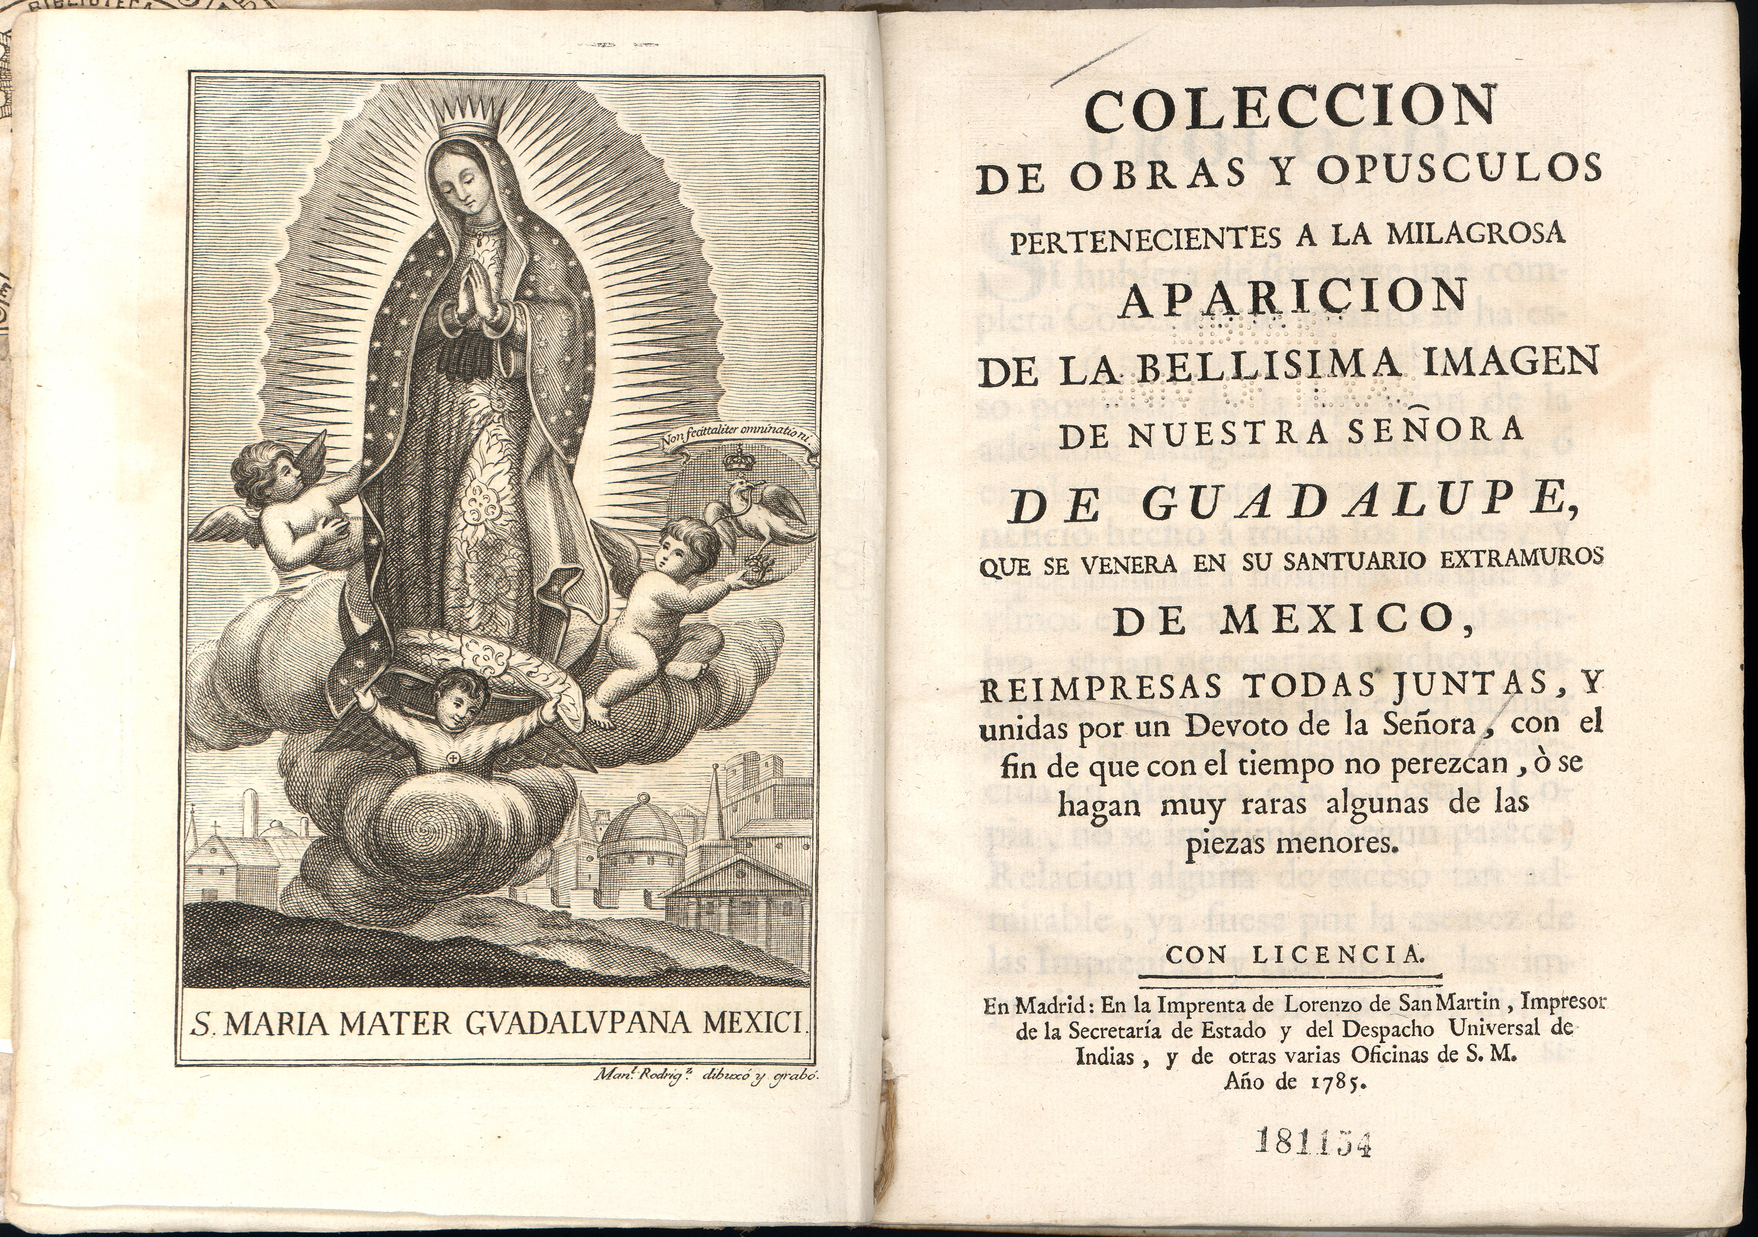 BIBLIOTECA
Non fecit taliter omni nationi.
S. MARIA MATER GVADALVPANA MEXICI.
Man.l Rodrig.z dibuxó y grabó.
COLECCION
DE OBRAS Y OPUSCULOS
PERTENECIENTES A LA MILAGROSA
APARICION
DE LA BELLISIMA IMAGEN
DE NUESTRA SEÑORA
DE GUADALUPE,
QUE SE VENERA EN SU SANTUARIO EXTRAMUROS
DE MEXICO,
REIMPRESAS TODAS JUNTAS, Y
unidas por un Devoto de la Señora, con el
fin de que con el tiempo no perezcan, ò se
hagan muy raras algunas de las
piezas menores.
CON LICENCIA.
En Madrid: En la Imprenta de Lorenzo de San Martin, Impresor
de la Secretaría de Estado y del Despacho Universal de
Indias, y de otras varias Oficinas de S. M.
Año de 1785.
181154